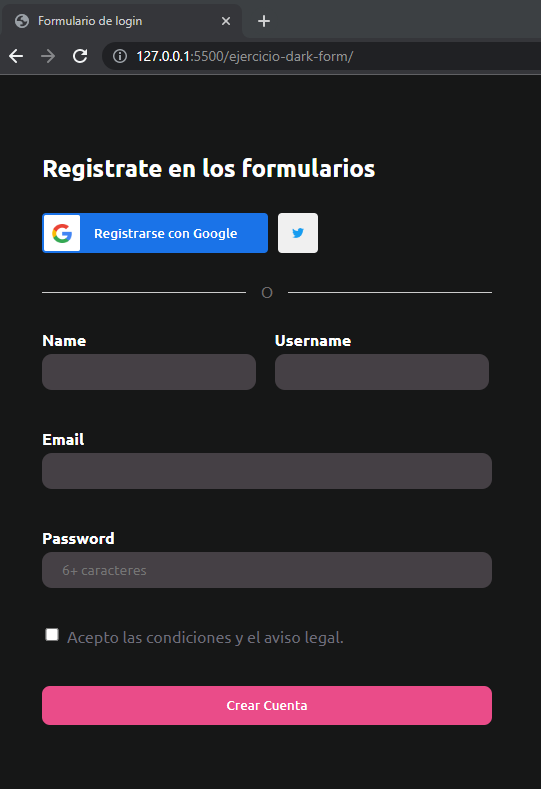 Formulario de login
127.0.0.1:5500/ejercicio-dark-form/
Registrate en los formularios
Registrarse con Google
O
Name
Username
Email
Password
6+ caracteres
Acepto las condiciones y el aviso legal.
Crear Cuenta